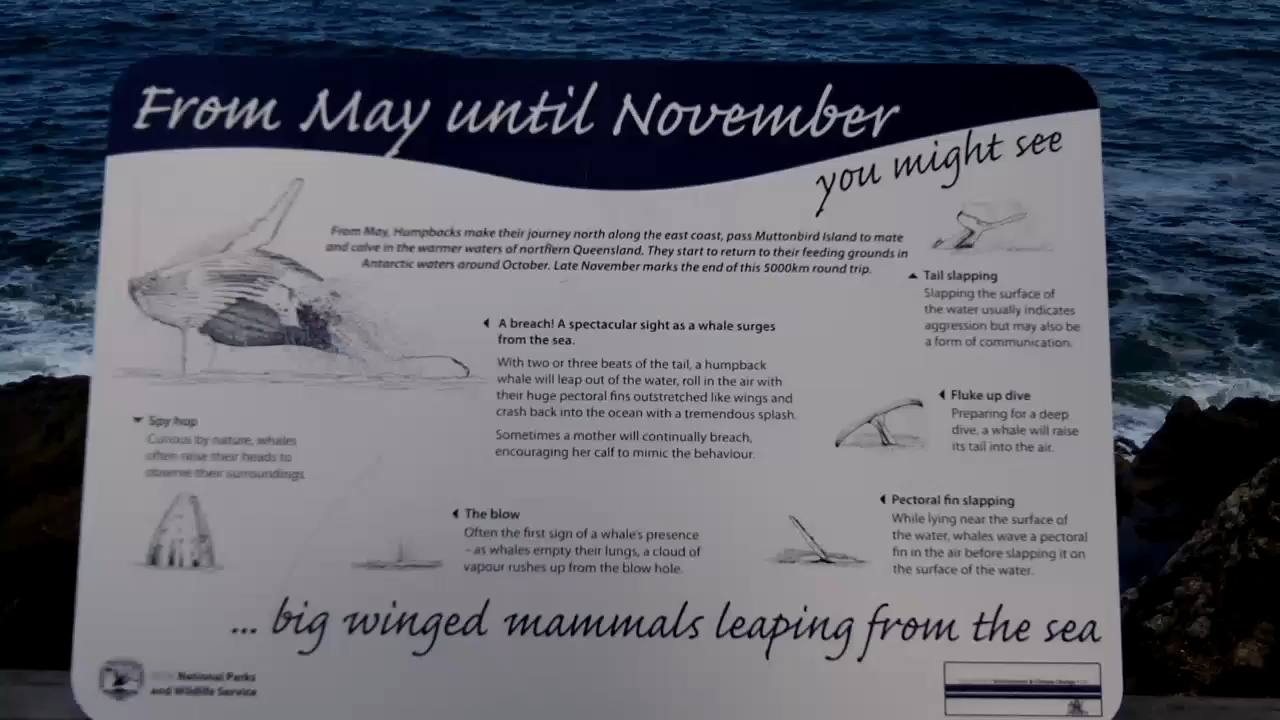 From May until November
you might see
From May, Humpbacks make their journey north along the east coast, pass Muttonbird Island to mate
and calve in the warmer waters of northern Queensland. They start to return to their feeding grounds in
Antarctic waters around October. Late November marks the end of this 5000km round trip.
Tail slapping
Slapping the surface of
the water usually indicates
aggression but may also be
a form of communication.
A breach! A spectacular sight as a whale surges
from the sea.
With two or three beats of the tail, a humpback
whale will leap out of the water, roll in the air with
their huge pectoral fins outstretched like wings and
crash back into the ocean with a tremendous splash.
Sometimes a mother will continually breach,
encouraging her calf to mimic the behaviour.
Fluke up dive
Preparing for a deep
dive, a whale will raise
its tail into the air.
Spy hop
Curious by nature, whales
often raise their heads to
observe their surroundings.
The blow
Often the first sign of a whale's presence
– as whales empty their lungs, a cloud of
vapour rushes up from the blow hole.
Pectoral fin slapping
While lying near the surface of
the water, whales wave a pectoral
fin in the air before slapping it on
the surface of the water.
... big winged mammals leaping from the sea
National Parks
and Wildlife Service
Environment & Climate Change